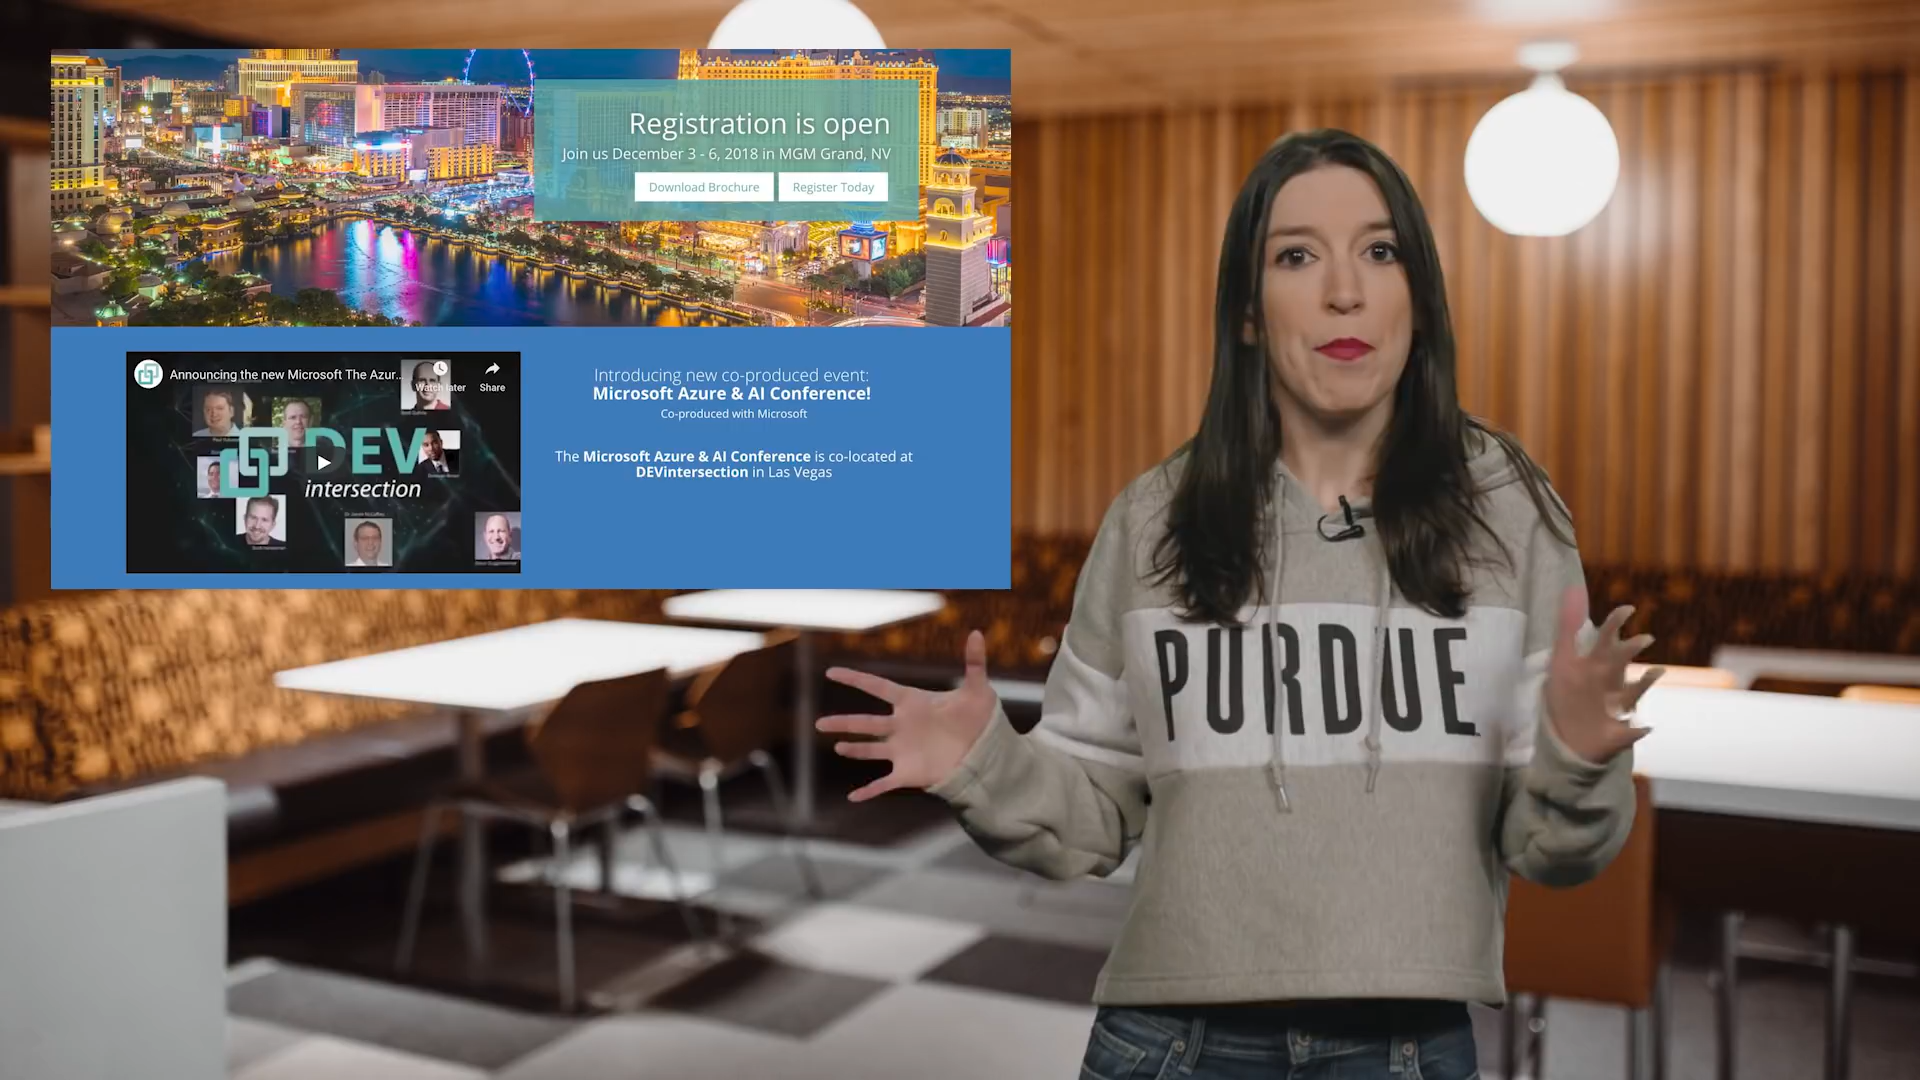 Registration is open
Join us December 3 - 6, 2018 in MGM Grand, NV
Download Brochure
Register Today
Announcing the new Microsoft The Azur...
Watch later
Share
DEV
intersection
Introducing new co-produced event:
Microsoft Azure & AI Conference!
Co-produced with Microsoft
The Microsoft Azure & AI Conference is co-located at
DEVintersection in Las Vegas
PURDUE